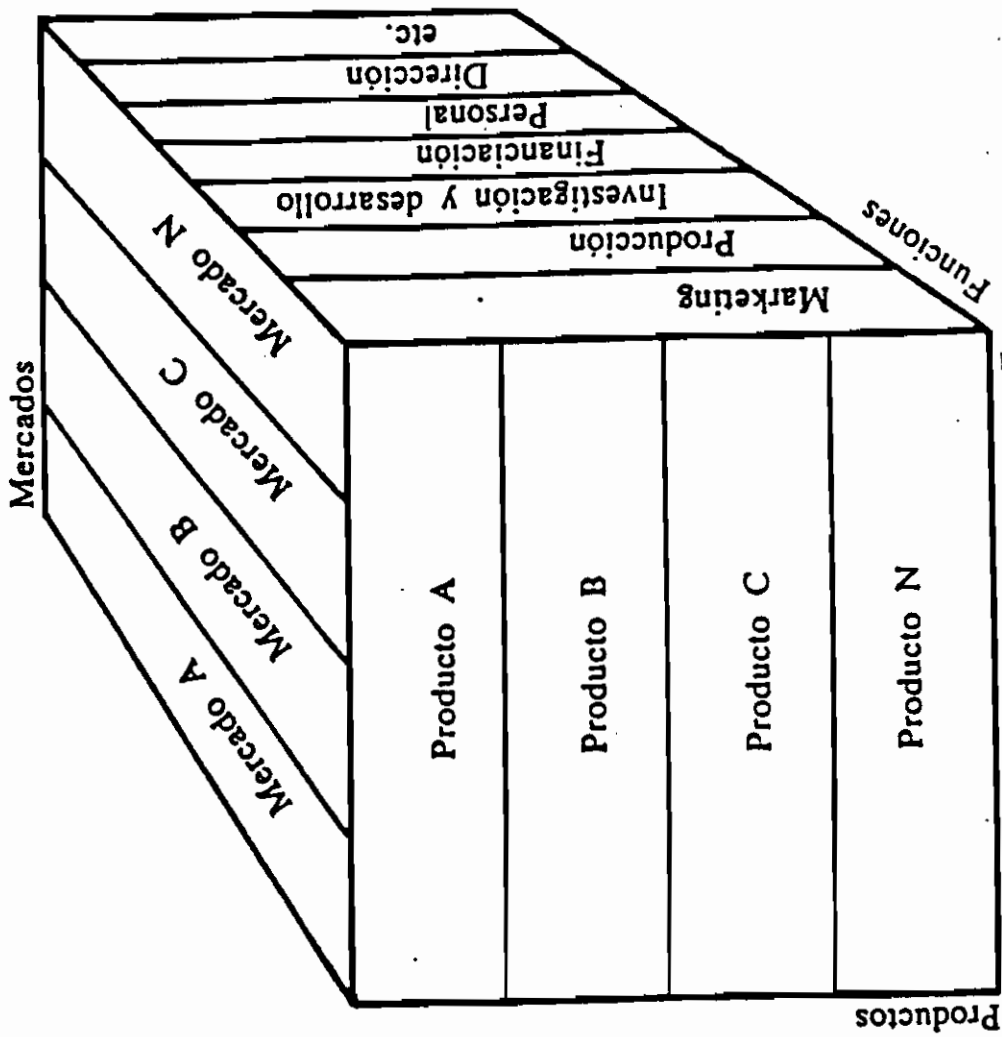 Mercados
Mercado A
Mercado B
Mercado C
Mercado N
Producto A
Producto B
Producto C
Producto N
Productos
Marketing
Producción
Investigación y desarrollo
Financiación
Personal
Dirección
etc.
Funciones